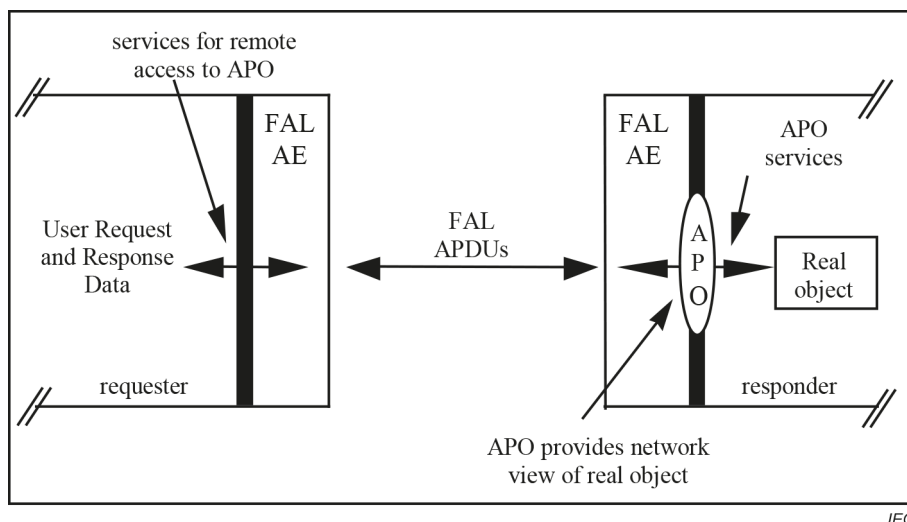 services for remote
access to APO
FAL
AE
User Request
and Response
Data
requester
FAL
APDUs
FAL
AE
APO
services
A
P
O
Real
object
responder
APO provides network
view of real object
IEC